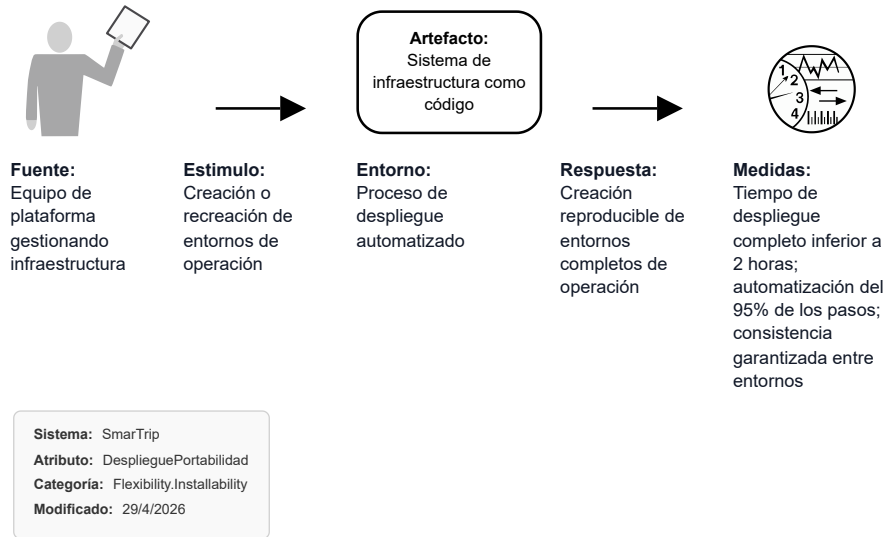 Artefacto:
Sistema de
infraestructura como
código
1
2
3
4
Fuente:
Equipo de
plataforma
gestionando
infraestructura
Estimulo:
Creación o
recreación de
entornos de
operación
Entorno:
Proceso de
despliegue
automatizado
Respuesta:
Creación
reproducible de
entornos
completos de
operación
Medidas:
Tiempo de
despliegue
completo inferior a
2 horas;
automatización del
95% de los pasos;
consistencia
garantizada entre
entornos
Sistema: SmarTrip
Atributo: DesplieguePortabilidad
Categoría: Flexibility.Installability
Modificado: 29/4/2026